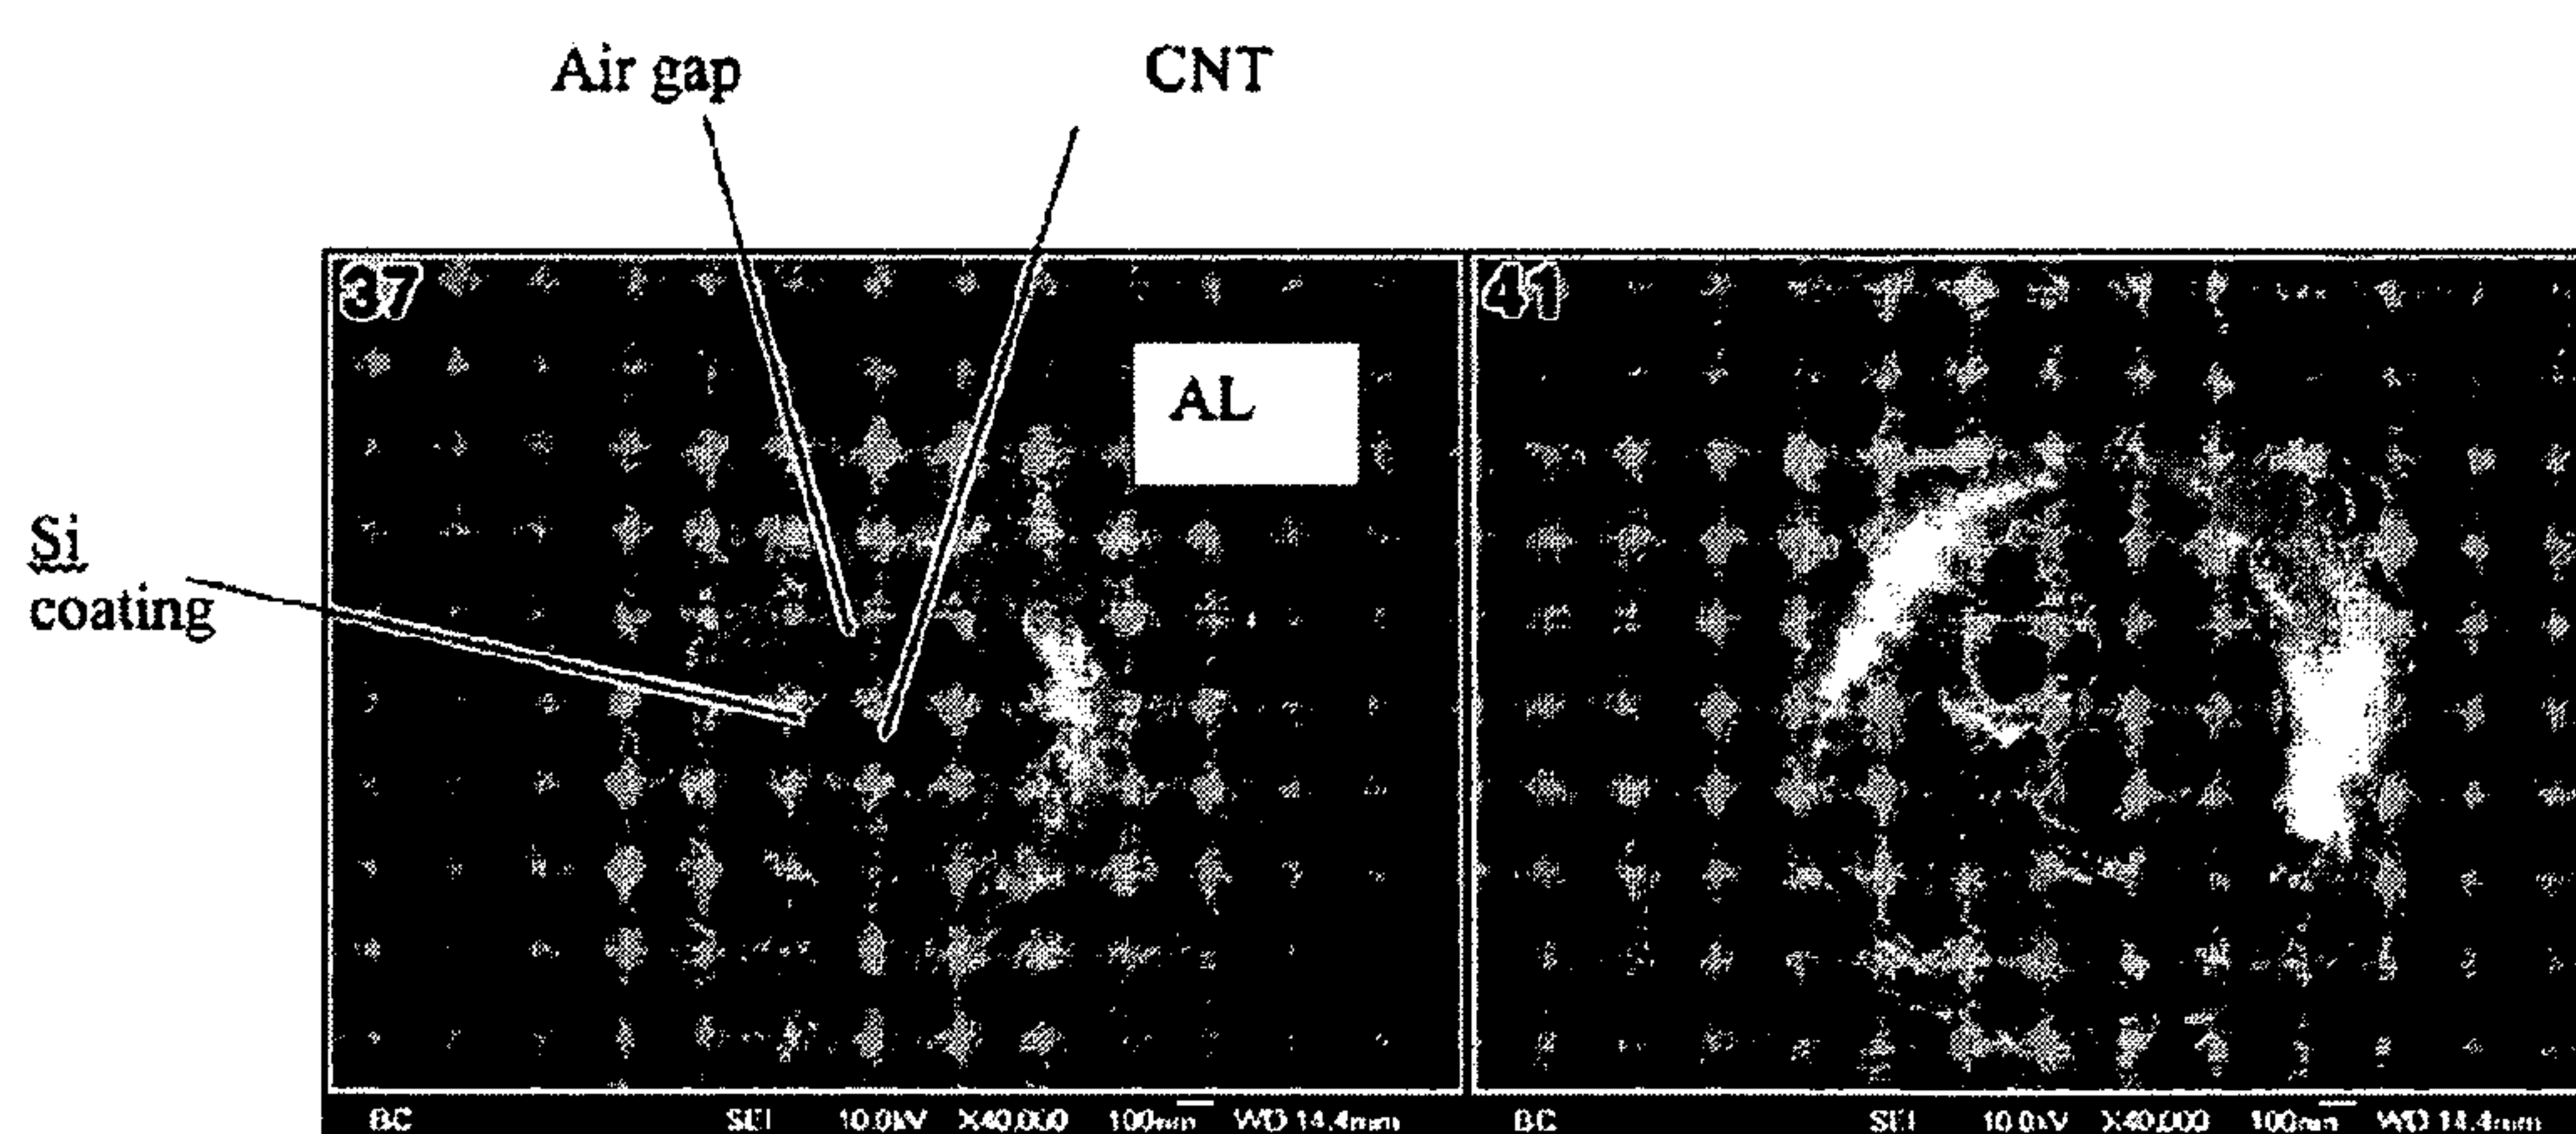 Air gap
CNT
37
41
AL
Si
coating
BC SEI 10.0kV X40,000 100nm WD 14.4mm
BC SEI 10.0kV X40,000 100nm WD 14.4mm